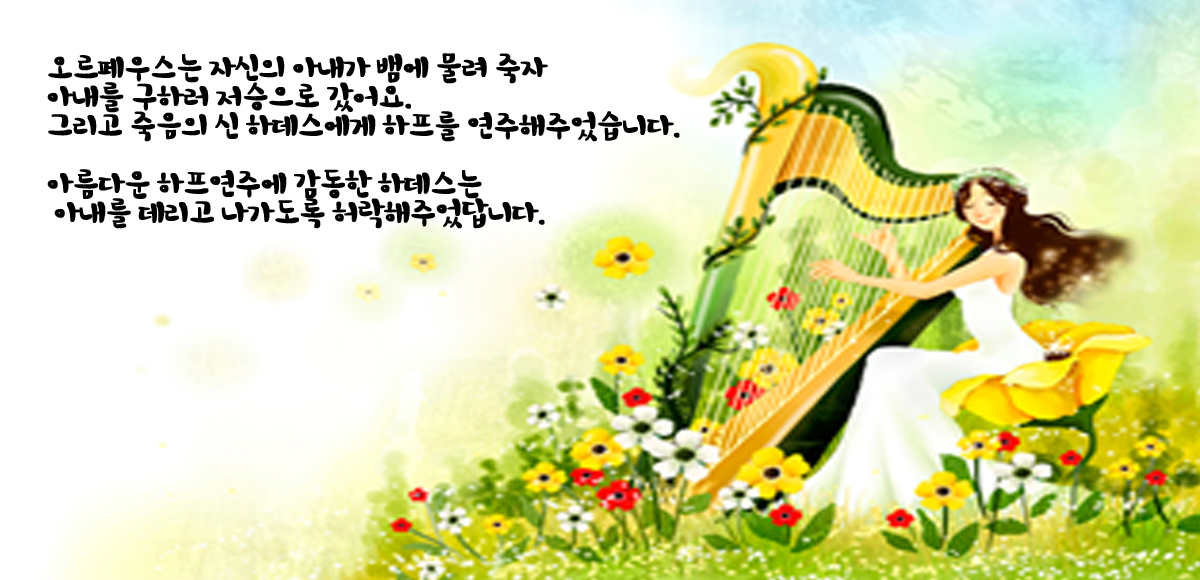 오르페우스는 자신의 아내가 뱀에 물려 죽자
아내를 구하러 저승으로 갔어요.
그리고 죽음의 신 하데스에게 하프를 연주해주었습니다.
아름다운 하프연주에 감동한 하데스는
아내를 데리고 나가도록 허락해주었답니다.